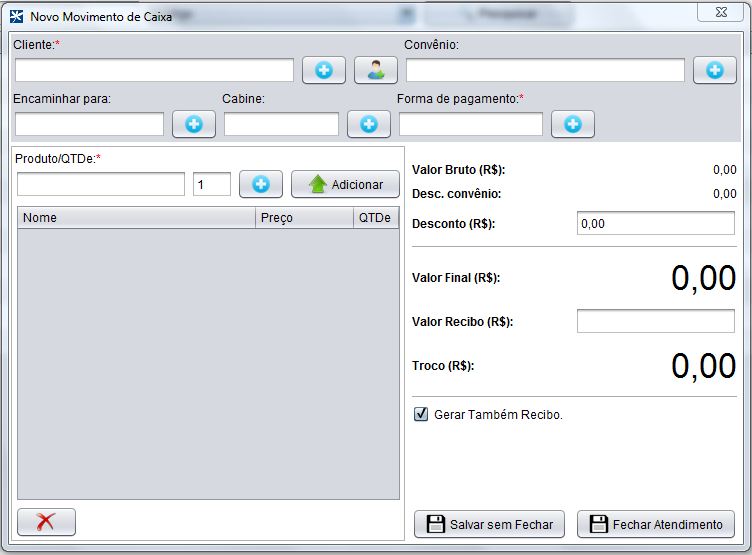 Novo Movimento de Caixa
Cliente:* Convênio:
Encaminhar para: Cabine: Forma de pagamento:*
Produto/QTDe:*
1 Adicionar
Nome Preço QTDe
Valor Bruto (R$): 0,00
Desc. convênio: 0,00
Desconto (R$): 0,00
Valor Final (R$): 0,00
Valor Recibo (R$):
Troco (R$): 0,00
Gerar Também Recibo.
Salvar sem Fechar Fechar Atendimento